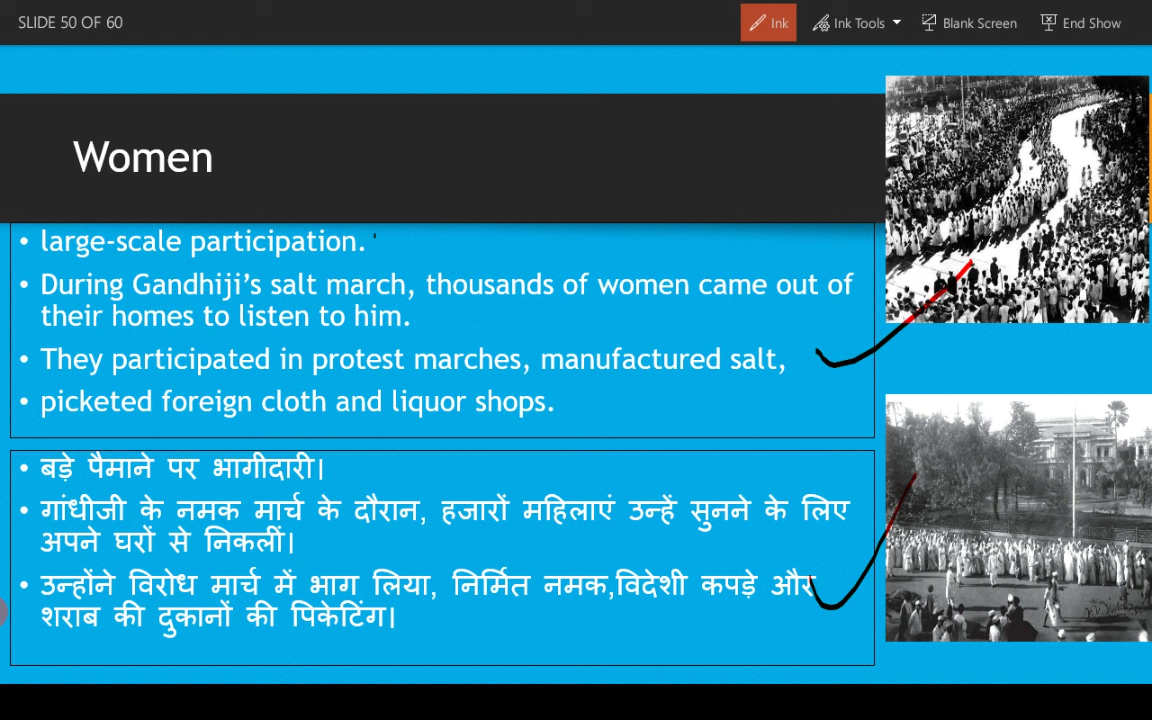 SLIDE 50 OF 60
Ink
Ink Tools
Blank Screen
End Show
Women
• large-scale participation.
• During Gandhiji’s salt march, thousands of women came out of
their homes to listen to him.
• They participated in protest marches, manufactured salt,
• picketed foreign cloth and liquor shops.
• बड़े पैमाने पर भागीदारी।
• गांधीजी के नमक मार्च के दौरान, हजारों महिलाएं उन्हें सुनने के लिए
अपने घरों से निकलीं।
• उन्होंने विरोध मार्च में भाग लिया, निर्मित नमक,विदेशी कपड़े और
शराब की दुकानों की पिकेटिंग।